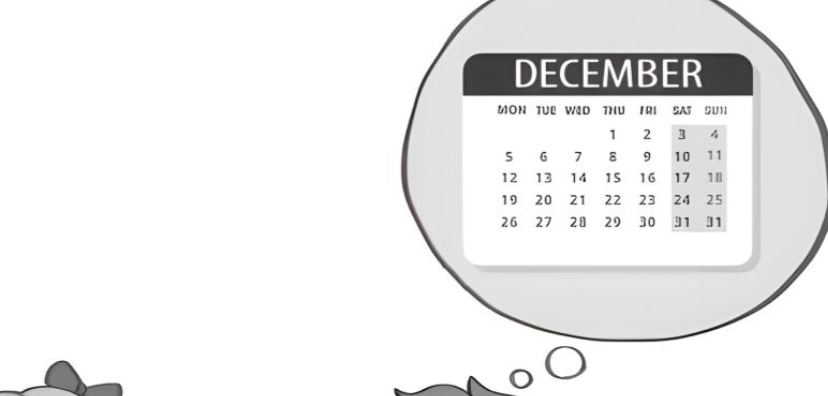 DECEMBER
MON TUE WED THU FRI SAT SUN
1 2 3 4
5 6 7 8 9 10 11
12 13 14 15 16 17 18
19 20 21 22 23 24 25
26 27 28 29 30 31 31